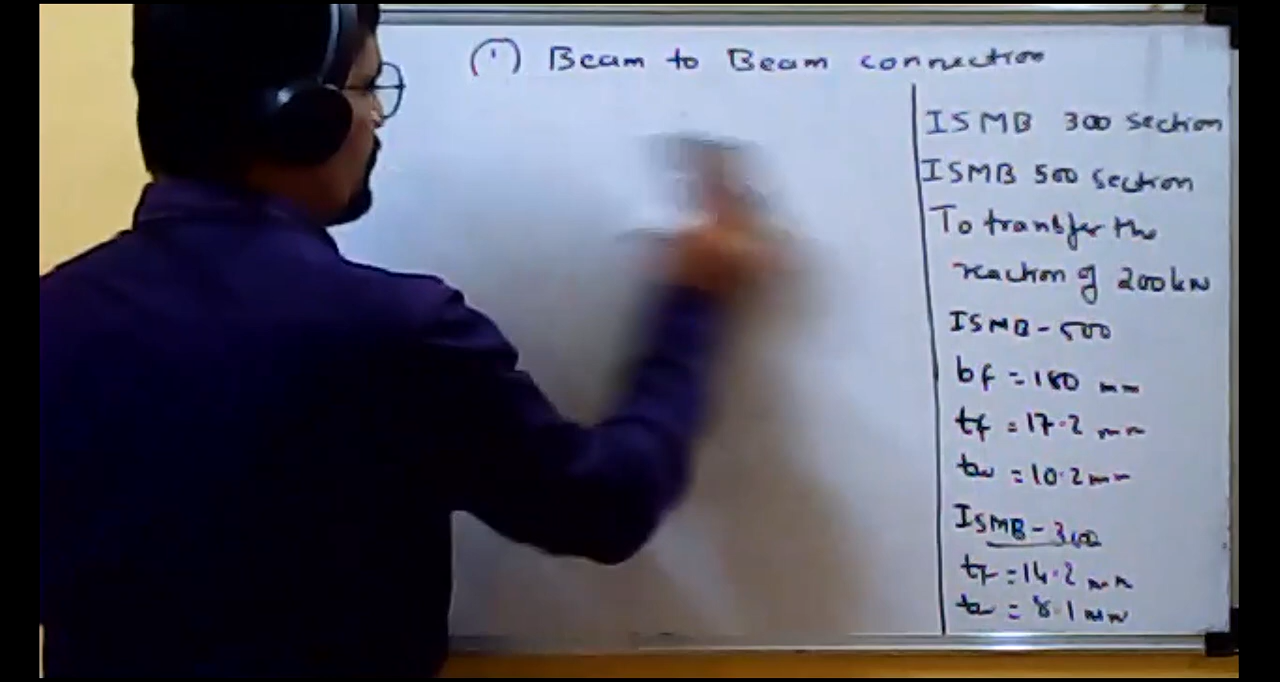 (1) Beam to Beam connection
ISMB 300 section
ISMB 500 section
To transfer the
reaction of 200kN
ISMB-500
bf = 180 mm
tf = 17.2 mm
tw = 10.2mm
ISMB-300
tf = 14.2 mm
tw = 8.1 mm